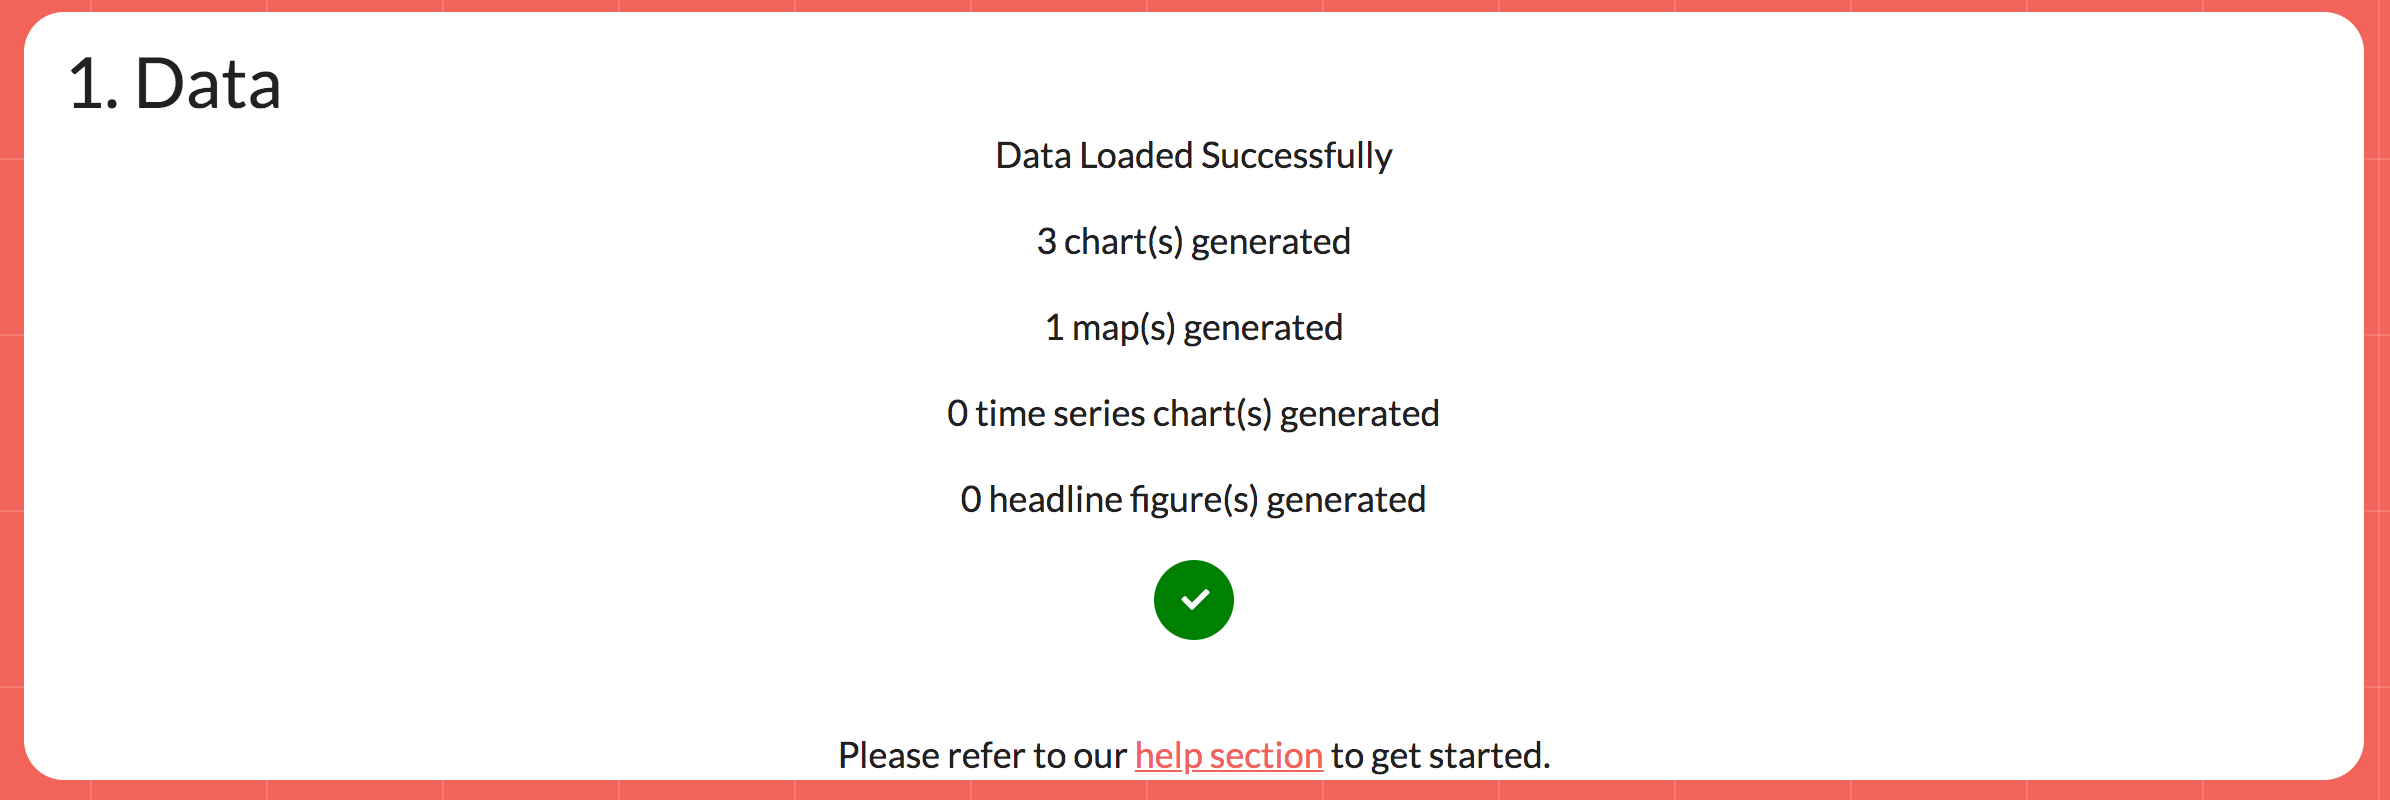 1. Data
Data Loaded Successfully
3 chart(s) generated
1 map(s) generated
0 time series chart(s) generated
0 headline figure(s) generated
Please refer to our help section to get started.